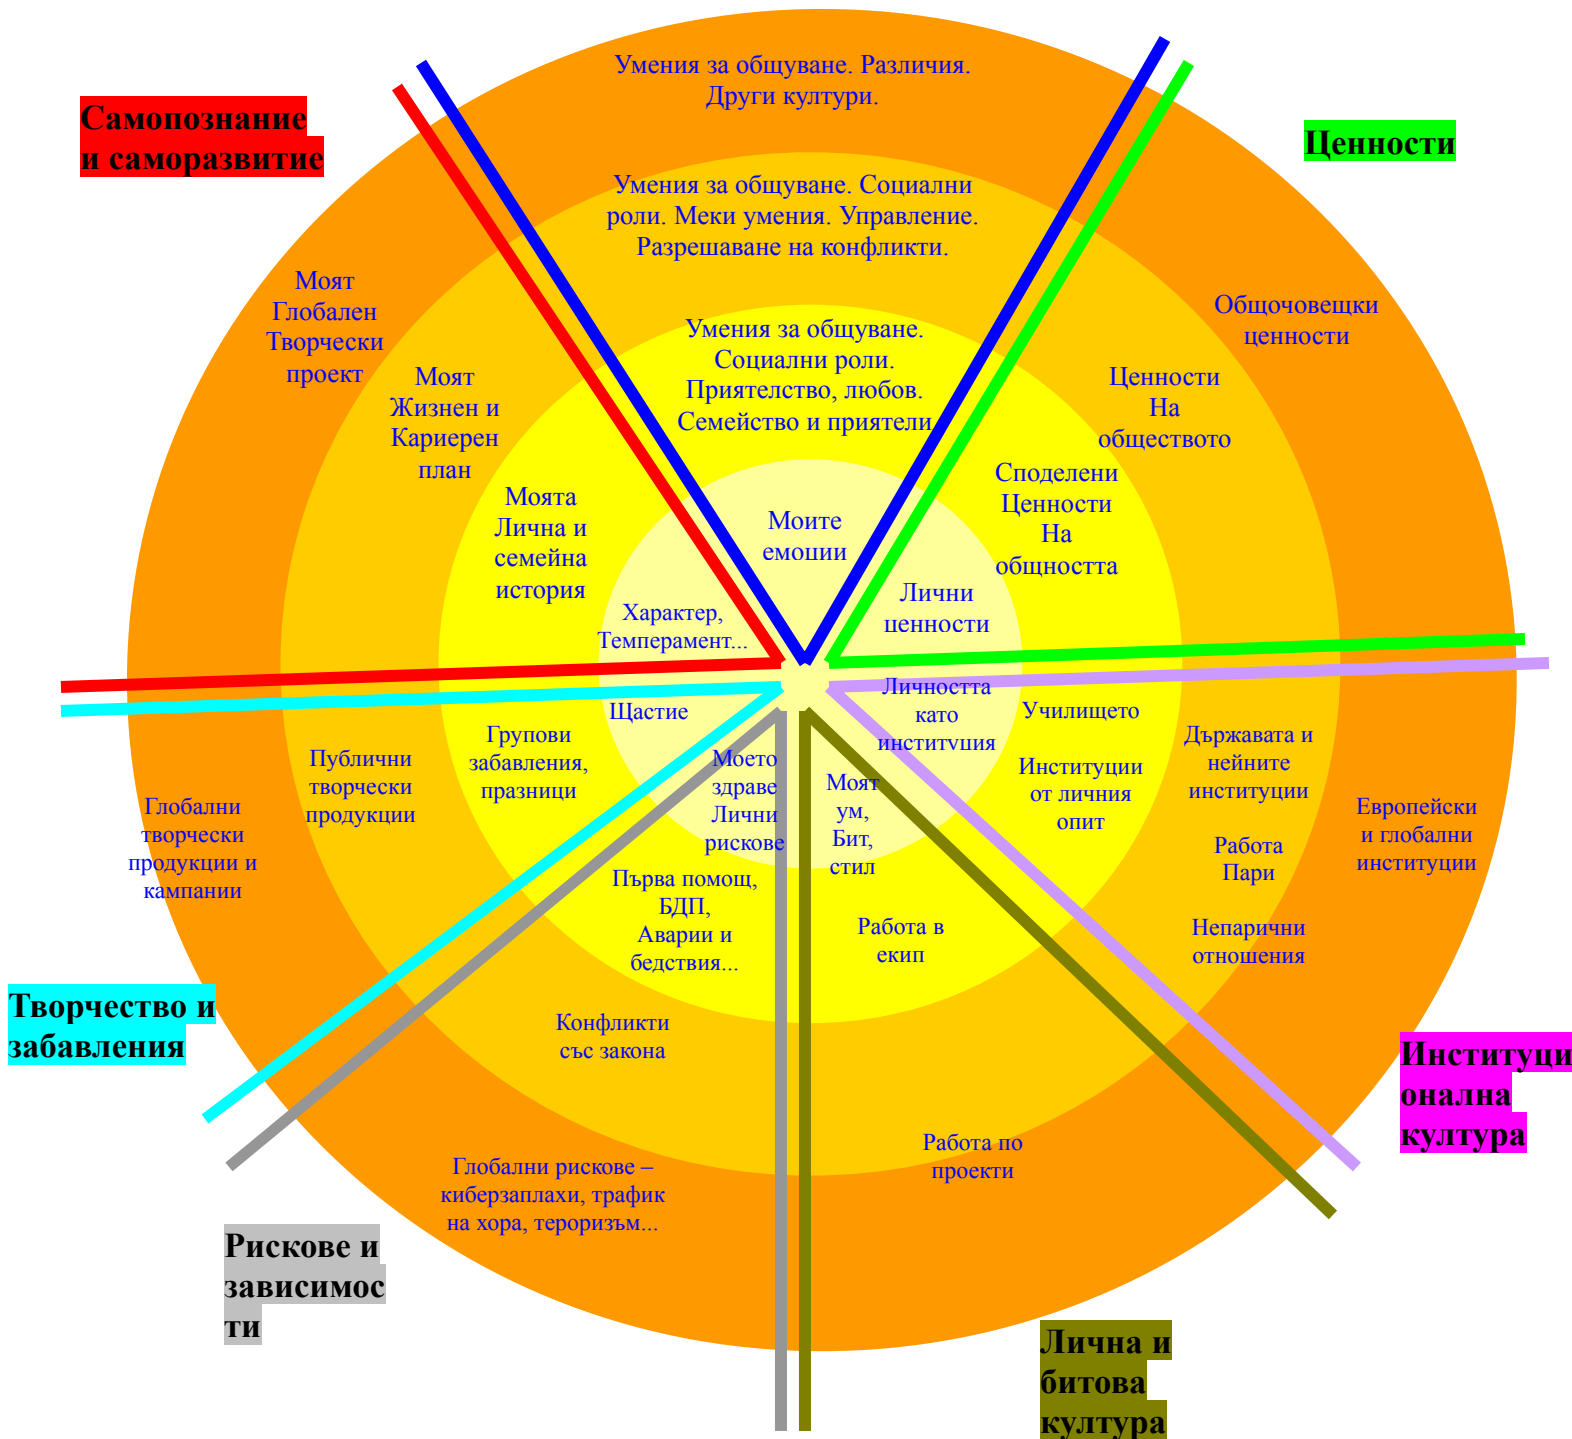 Умения за общуване. Различия.
Други култури.
Самопознание
и саморазвитие
Ценности
Умения за общуване. Социални
роли. Меки умения. Управление.
Разрешаване на конфликти.
Моят
Глобален
Творчески
проект
Общочовещки
ценности
Умения за общуване.
Социални роли.
Приятелство, любов.
Семейство и приятели.
Моят
Жизнен и
Кариерен
план
Ценности
На
обществото
Моята
Лична и
семейна
история
Споделени
Ценности
На
общността
Моите
емоции
Характер,
Темперамент...
Лични
ценности
Щастие
Личността
като
институция
Училището
Институции
от личния
опит
Групови
забавления,
празници
Публични
творчески
продукции
Глобални
творчески
продукции и
кампании
Моето
здраве
Лични
рискове
Моят
ум,
Бит,
стил
Държавата и
нейните
институции
Работа
Пари
Непарични
отношения
Европейски
и глобални
институции
Първа помощ,
БДП,
Аварии и
бедствия...
Работа в
екип
Творчество и
забавления
Конфликти
със закона
Институци
онална
култура
Работа по
проекти
Глобални рискове –
киберзаплахи, трафик
на хора, тероризъм...
Рискове и
зависимос
ти
Лична и
битова
култура